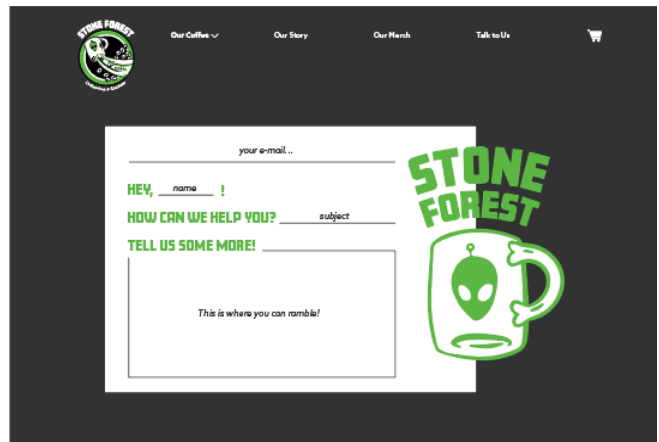 STONE FOREST
Our Coffee
Our Story
Our Merch
Talk to Us
your e-mail...
HEY, name !
HOW CAN WE HELP YOU? subject
TELL US SOME MORE!
This is where you can ramble!
STONE
FOREST